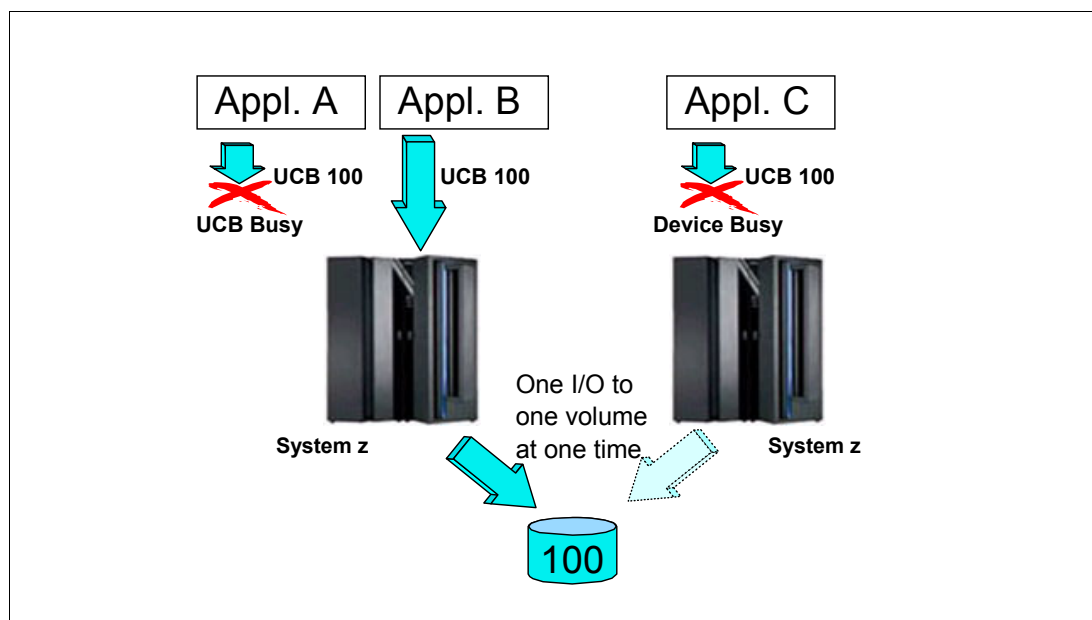 Appl. A
Appl. B
Appl. C
UCB 100
UCB 100
UCB 100
UCB Busy
Device Busy
One I/O to
one volume
at one time
System z
System z
100